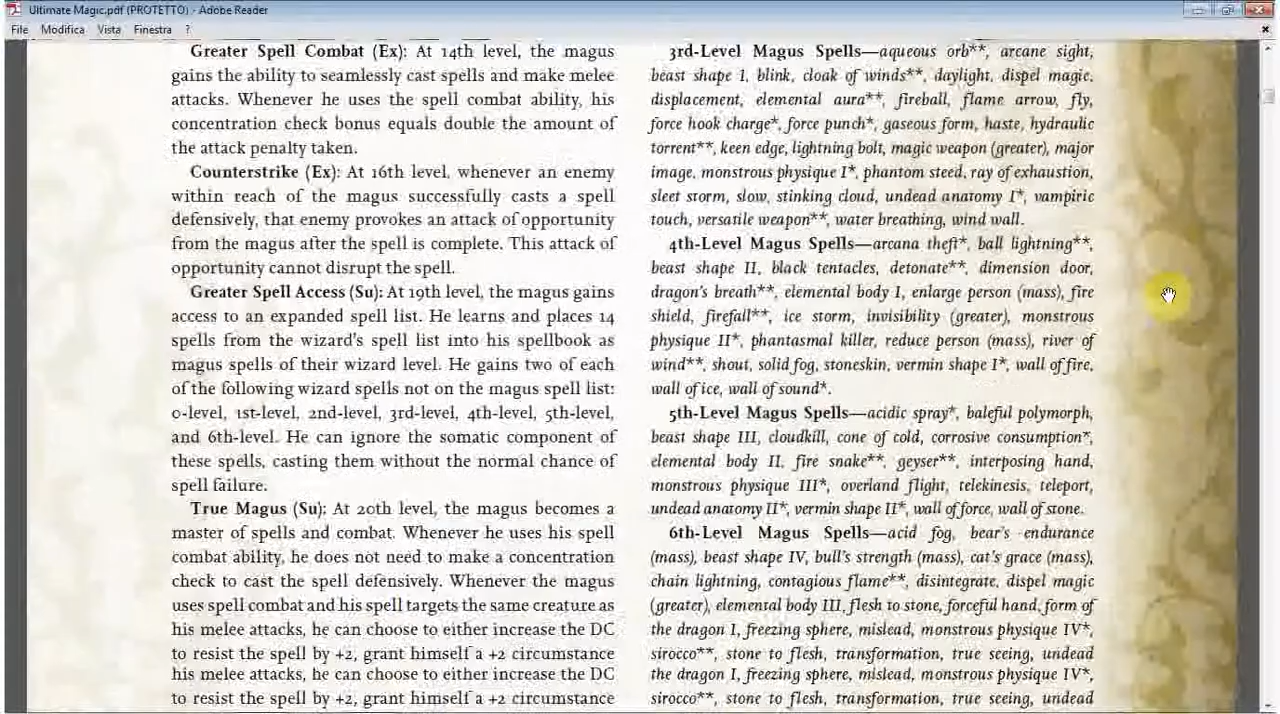 Ultimate Magic.pdf (PROTETTO) - Adobe Reader
File Modifica Vista Finestra ?
Greater Spell Combat (Ex): At 14th level, the magus
gains the ability to seamlessly cast spells and make melee
attacks. Whenever he uses the spell combat ability, his
concentration check bonus equals double the amount of
the attack penalty taken.
Counterstrike (Ex): At 16th level, whenever an enemy
within reach of the magus successfully casts a spell
defensively, that enemy provokes an attack of opportunity
from the magus after the spell is complete. This attack of
opportunity cannot disrupt the spell.
Greater Spell Access (Su): At 19th level, the magus gains
access to an expanded spell list. He learns and places 14
spells from the wizard's spell list into his spellbook as
magus spells of their wizard level. He gains two of each
of the following wizard spells not on the magus spell list:
0-level, 1st-level, 2nd-level, 3rd-level, 4th-level, 5th-level,
and 6th-level. He can ignore the somatic component of
these spells, casting them without the normal chance of
spell failure.
True Magus (Su): At 20th level, the magus becomes a
master of spells and combat. Whenever he uses his spell
combat ability, he does not need to make a concentration
check to cast the spell defensively. Whenever the magus
uses spell combat and his spell targets the same creature as
his melee attacks, he can choose to either increase the DC
to resist the spell by +2, grant himself a +2 circumstance
his melee attacks, he can choose to either increase the DC
to resist the spell by +2, grant himself a +2 circumstance
3rd-Level Magus Spells—aqueous orb**, arcane sight,
beast shape I, blink, cloak of winds**, daylight, dispel magic,
displacement, elemental aura**, fireball, flame arrow, fly,
force hook charge*, force punch*, gaseous form, haste, hydraulic
torrent**, keen edge, lightning bolt, magic weapon (greater), major
image, monstrous physique I*, phantom steed, ray of exhaustion,
sleet storm, slow, stinking cloud, undead anatomy I*, vampiric
touch, versatile weapon**, water breathing, wind wall.
4th-Level Magus Spells—arcana theft*, ball lightning**,
beast shape II, black tentacles, detonate**, dimension door,
dragon's breath**, elemental body I, enlarge person (mass), fire
shield, firefall**, ice storm, invisibility (greater), monstrous
physique II*, phantasmal killer, reduce person (mass), river of
wind**, shout, solid fog, stoneskin, vermin shape I*, wall of fire,
wall of ice, wall of sound*.
5th-Level Magus Spells—acidic spray*, baleful polymorph,
beast shape III, cloudkill, cone of cold, corrosive consumption*,
elemental body II, fire snake**, geyser**, interposing hand,
monstrous physique III*, overland flight, telekinesis, teleport,
undead anatomy II*, vermin shape II*, wall of force, wall of stone.
6th-Level Magus Spells—acid fog, bear's endurance
(mass), beast shape IV, bull's strength (mass), cat's grace (mass),
chain lightning, contagious flame**, disintegrate, dispel magic
(greater), elemental body III, flesh to stone, forceful hand, form of
the dragon I, freezing sphere, mislead, monstrous physique IV*,
sirocco**, stone to flesh, transformation, true seeing, undead
the dragon I, freezing sphere, mislead, monstrous physique IV*,
sirocco**, stone to flesh, transformation, true seeing, undead